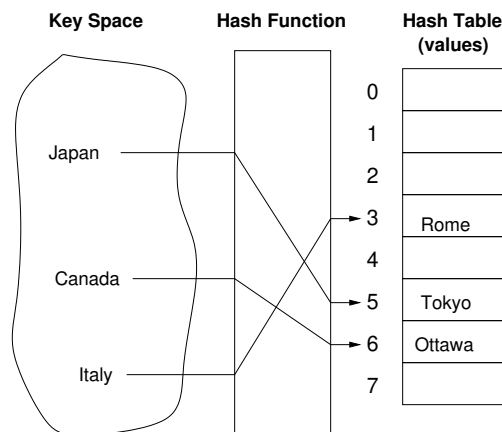 Key Space
Hash Function
Hash Table
(values)
Japan
Canada
Italy
0
1
2
3
4
5
6
7
Rome
Tokyo
Ottawa